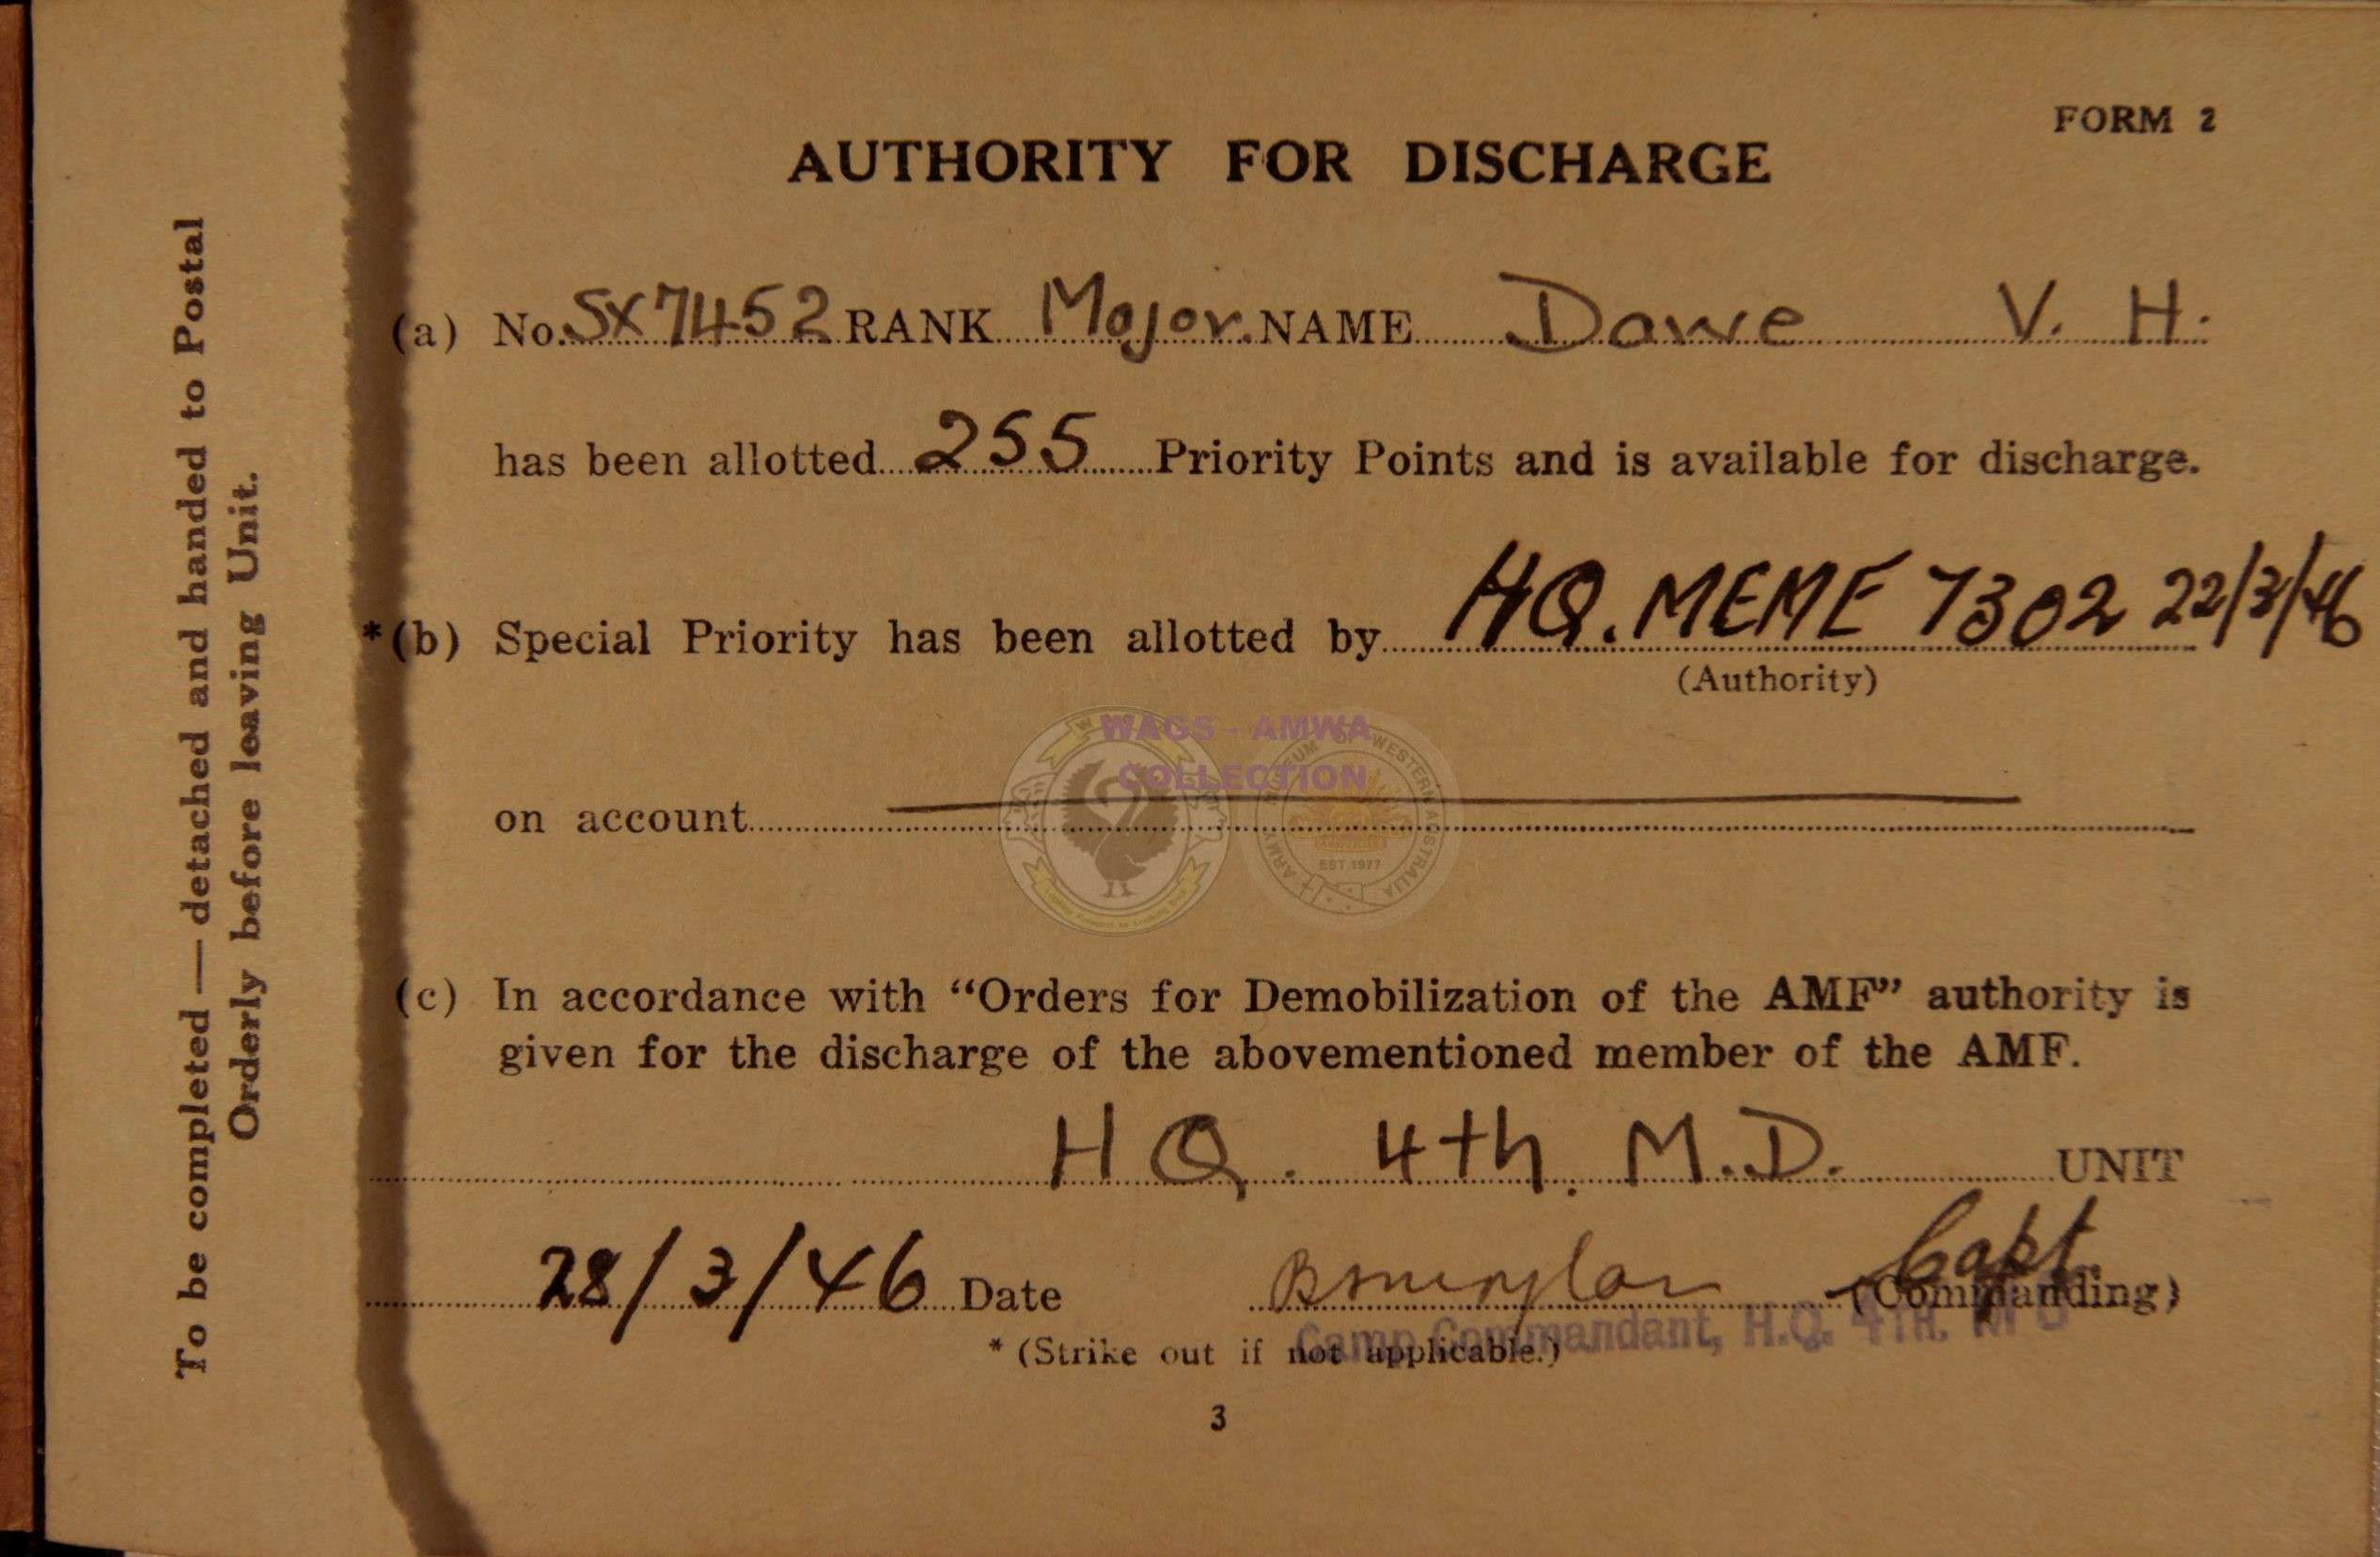 FORM 2
AUTHORITY FOR DISCHARGE
(a) No. SX7452 RANK Major. NAME Dawe V. H.
has been allotted 255 Priority Points and is available for discharge.
*(b) Special Priority has been allotted by HQ. MEME 7302 22/3/46
(Authority)
WAGS - AMWA
COLLECTION
EST 1977
on account
(c) In accordance with "Orders for Demobilization of the AMF" authority is
given for the discharge of the abovementioned member of the AMF.
HQ. 4th. M.D. UNIT
28/3/46 Date Capt. (Commanding)
Camp Commandant, H.Q. 4TH. M D
* (Strike out if not applicable.)
3
To be completed — detached and handed to Postal
Orderly before leaving Unit.